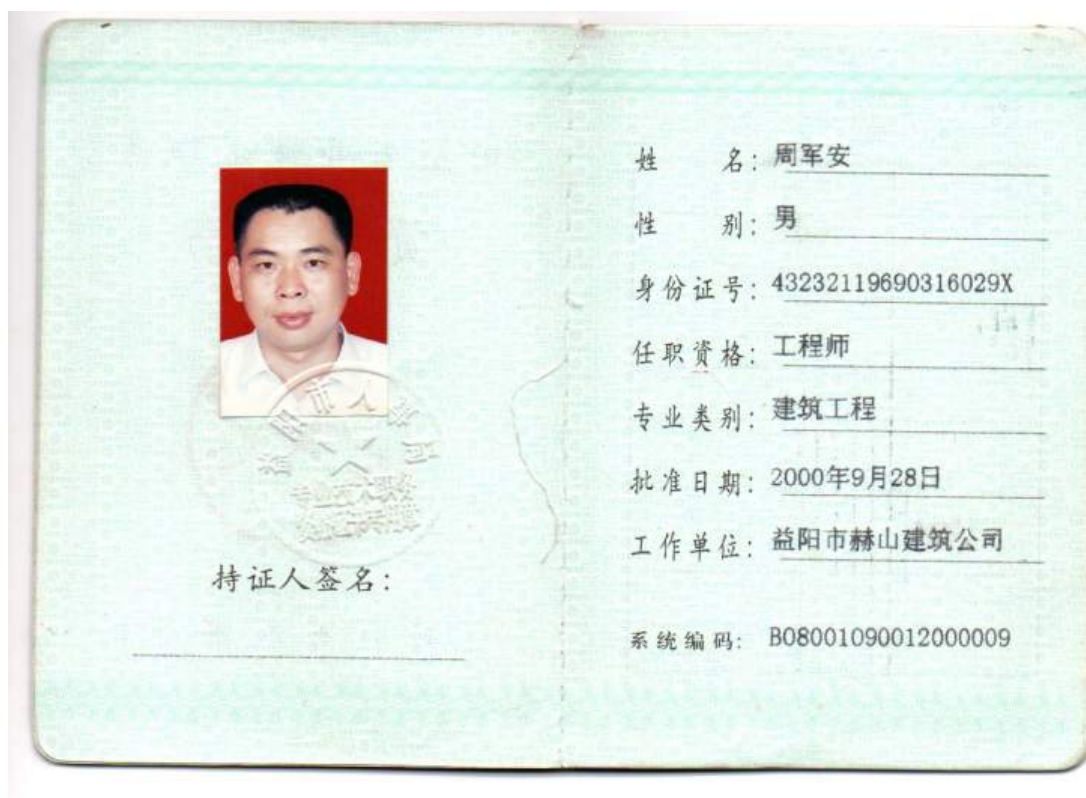 姓 名：周军安
性 别：男
身份证号：43232119690316029X
任职资格：工程师
专业类别：建筑工程
批准日期：2000年9月28日
工作单位：益阳市赫山建筑公司
系统编码：B08001090012000009
持证人签名：